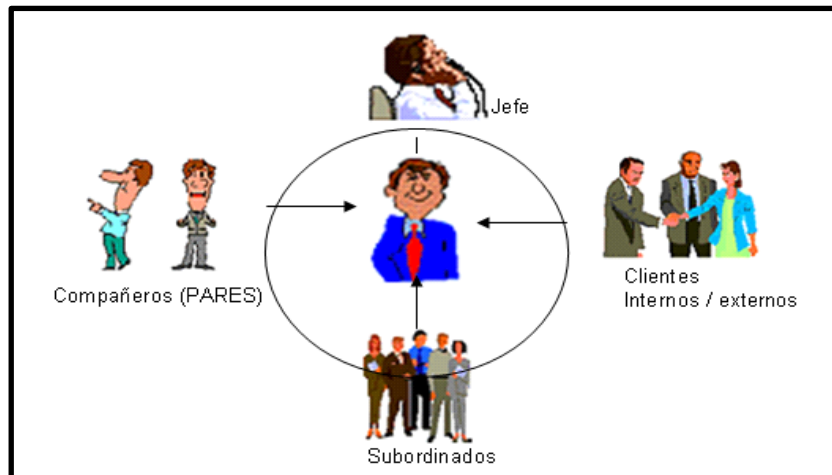 Jefe
Compañeros (PARES)
Clientes
Internos / externos
Subordinados